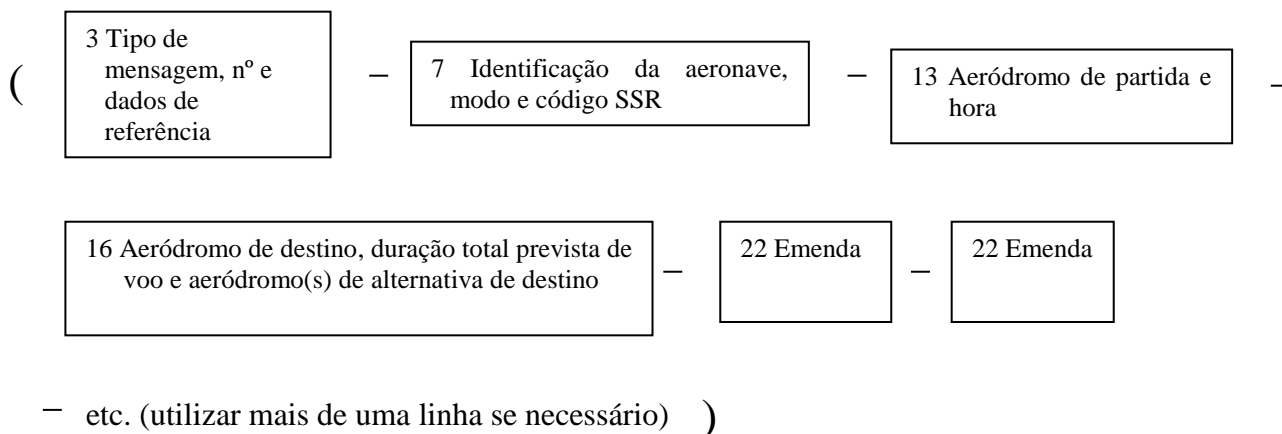 3 Tipo de
mensagem, nº e
dados de
referência
( – 7 Identificação da aeronave,
modo e código SSR
– 13 Aeródromo de partida e
hora
–
16 Aeródromo de destino, duração total prevista de
voo e aeródromo(s) de alternativa de destino
– 22 Emenda – 22 Emenda
– etc. (utilizar mais de uma linha se necessário) )